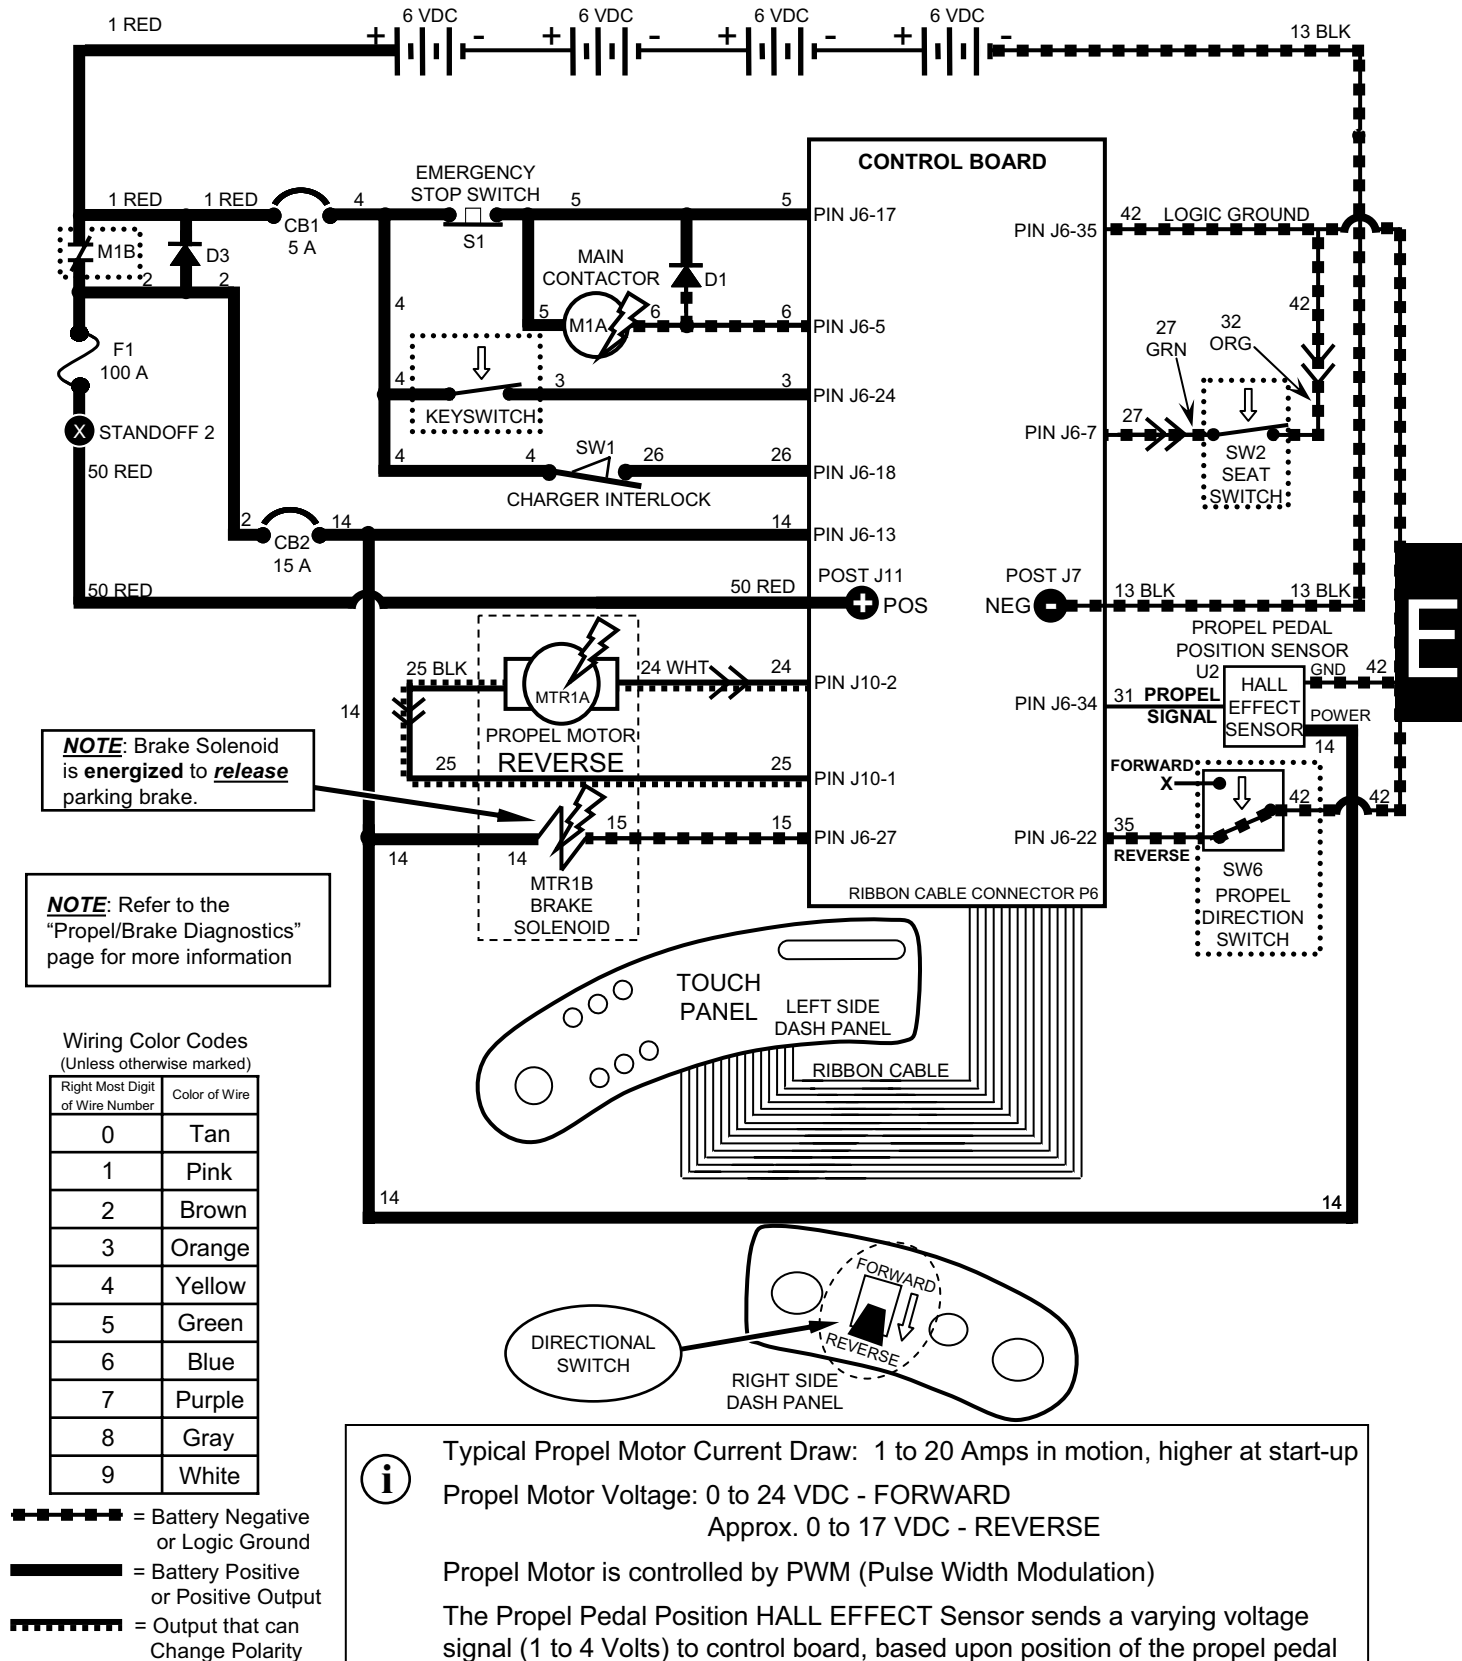 6 VDC 6 VDC 6 VDC 6 VDC
1 RED
+ - + - + - + -
13 BLK
CONTROL BOARD
EMERGENCY
STOP SWITCH
1 RED 1 RED 4 5 5
CB1
5 A
S1
PIN J6-17
42 LOGIC GROUND
PIN J6-35
M1B
D3
MAIN
CONTACTOR
D1
2 2
4
5
M1A
6 6
PIN J6-5
42
27
GRN
32
ORG
F1
100 A
4 3 3
KEYSWITCH
PIN J6-24
STANDOFF 2
X
PIN J6-7
27
SW2
SEAT
SWITCH
50 RED
4 4 SW1 26 26
PIN J6-18
CHARGER INTERLOCK
2 14 14
CB2
15 A
PIN J6-13
POST J11
POST J7
50 RED 50 RED
+ POS
NEG -
13 BLK 13 BLK
E
PROPEL PEDAL
POSITION SENSOR
U2
GND 42
HALL
EFFECT
SENSOR
POWER
14
25 BLK
24 WHT 24
MTR1A
PIN J10-2
PIN J6-34
31 PROPEL
SIGNAL
14
PROPEL MOTOR
REVERSE
25 25
PIN J10-1
FORWARD
X
42 42
NOTE: Brake Solenoid
is energized to release
parking brake.
14 14
15 15
PIN J6-27
PIN J6-22
35
REVERSE
MTR1B
BRAKE
SOLENOID
SW6
PROPEL
DIRECTION
SWITCH
RIBBON CABLE CONNECTOR P6
NOTE: Refer to the
“Propel/Brake Diagnostics”
page for more information
TOUCH
PANEL
LEFT SIDE
DASH PANEL
RIBBON CABLE
14 14
Wiring Color Codes
(Unless otherwise marked)
Right Most Digit
of Wire Number
Color of Wire
0 Tan
1 Pink
2 Brown
3 Orange
4 Yellow
5 Green
6 Blue
7 Purple
8 Gray
9 White
FORWARD
REVERSE
DIRECTIONAL
SWITCH
RIGHT SIDE
DASH PANEL
= Battery Negative
or Logic Ground
= Battery Positive
or Positive Output
= Output that can
Change Polarity
i
Typical Propel Motor Current Draw: 1 to 20 Amps in motion, higher at start-up
Propel Motor Voltage: 0 to 24 VDC - FORWARD
Approx. 0 to 17 VDC - REVERSE
Propel Motor is controlled by PWM (Pulse Width Modulation)
The Propel Pedal Position HALL EFFECT Sensor sends a varying voltage
signal (1 to 4 Volts) to control board, based upon position of the propel pedal